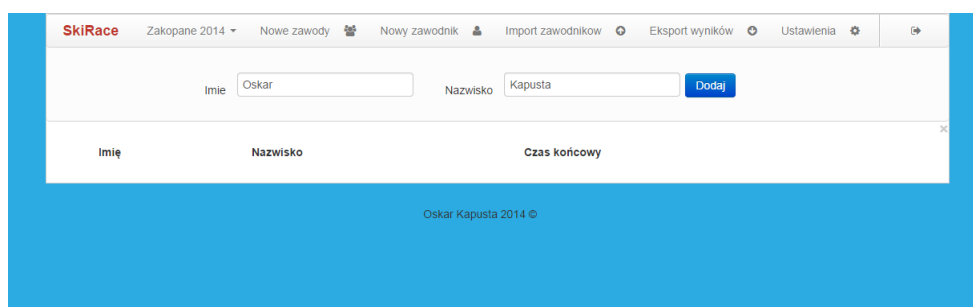 SkiRace Zakopane 2014 Nowe zawody Nowy zawodnik Import zawodnikow Eksport wyników Ustawienia
Imie Oskar Nazwisko Kapusta Dodaj
Imię Nazwisko Czas końcowy
Oskar Kapusta 2014 ©